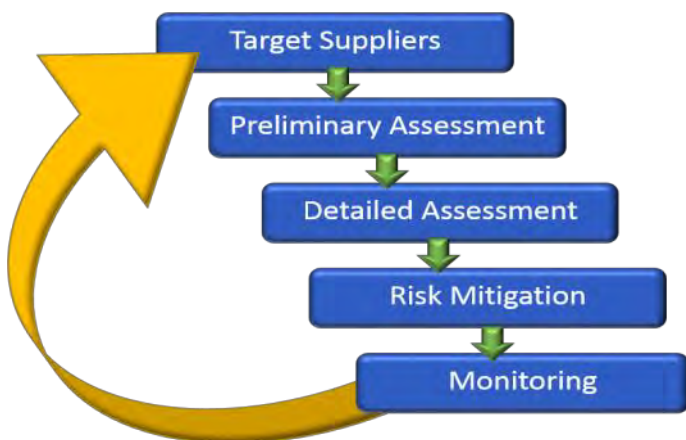 Target Suppliers
Preliminary Assessment
Detailed Assessment
Risk Mitigation
Monitoring